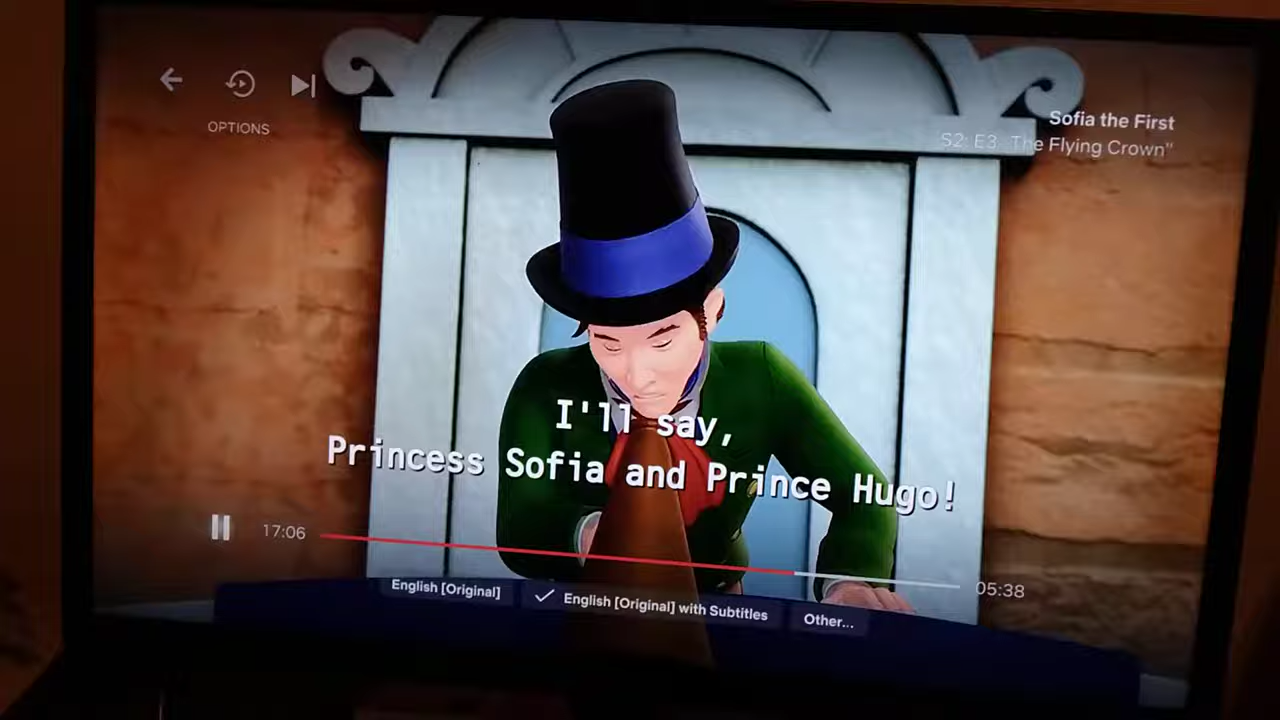 OPTIONS
Sofia the First
S2: E3 "The Flying Crown"
I'll say,
Princess Sofia and Prince Hugo!
17:06
05:38
English [Original]
English [Original] with Subtitles
Other...